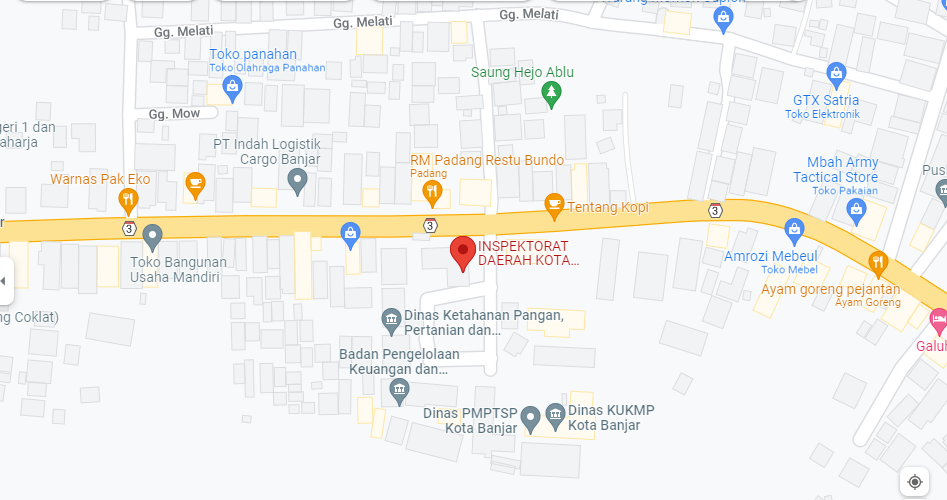 Gg. Melati
Gg. Melati
Gg. Melati
Toko panahan
Toko Olahraga Panahan
Saung Hejo Ablu
GTX Satria
Toko Elektronik
Gg. Mow
geri 1 dan
aharja
PT Indah Logistik
Cargo Banjar
RM Padang Restu Bundo
Padang
Mbah Army
Tactical Store
Toko Pakaian
Pus
Warnas Pak Eko
Tentang Kopi
3
3
3
r
INSPEKTORAT
DAERAH KOTA...
Toko Bangunan
Usaha Mandiri
Amrozi Mebeul
Toko Mebel
Ayam goreng pejantan
Ayam Goreng
ng Coklat)
Dinas Ketahanan Pangan,
Pertanian dan...
Galuh
Badan Pengelolaan
Keuangan dan...
Dinas PMPTSP
Kota Banjar
Dinas KUKMP
Kota Banjar